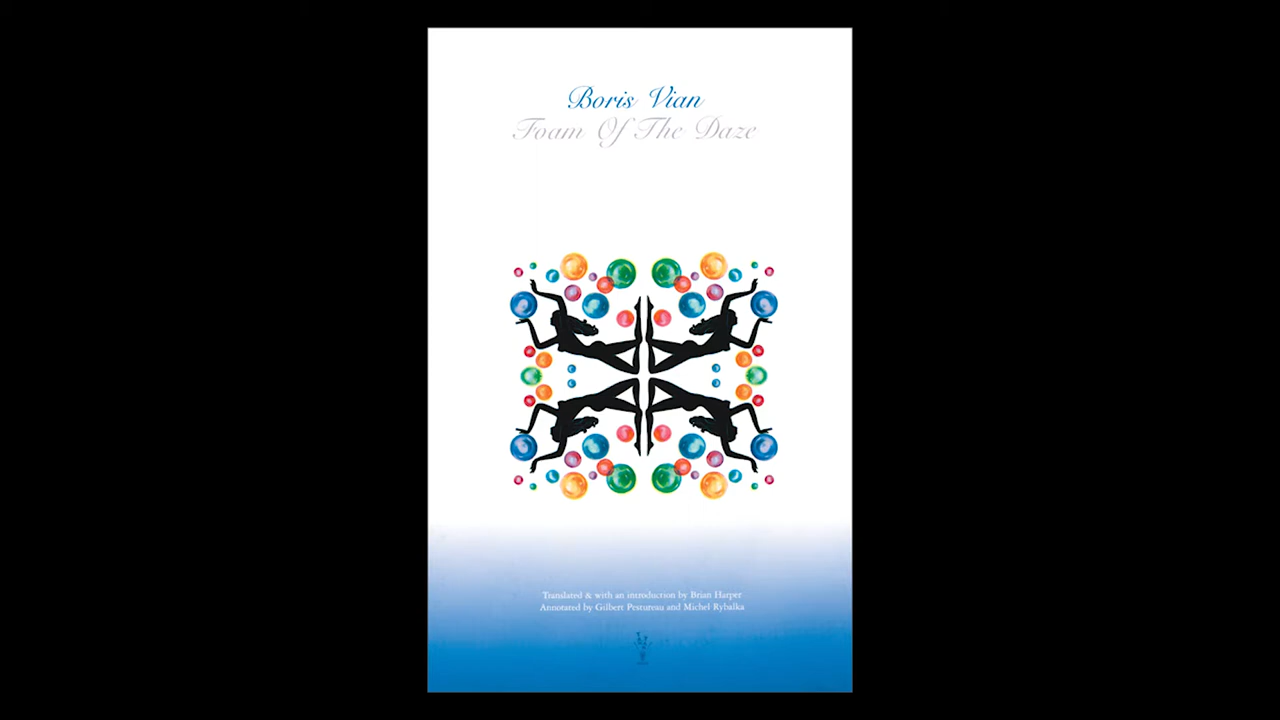 Boris Vian
Foam Of The Daze
Translated & with an introduction by Brian Harper
Annotated by Gilbert Pestureau and Michel Rybalka